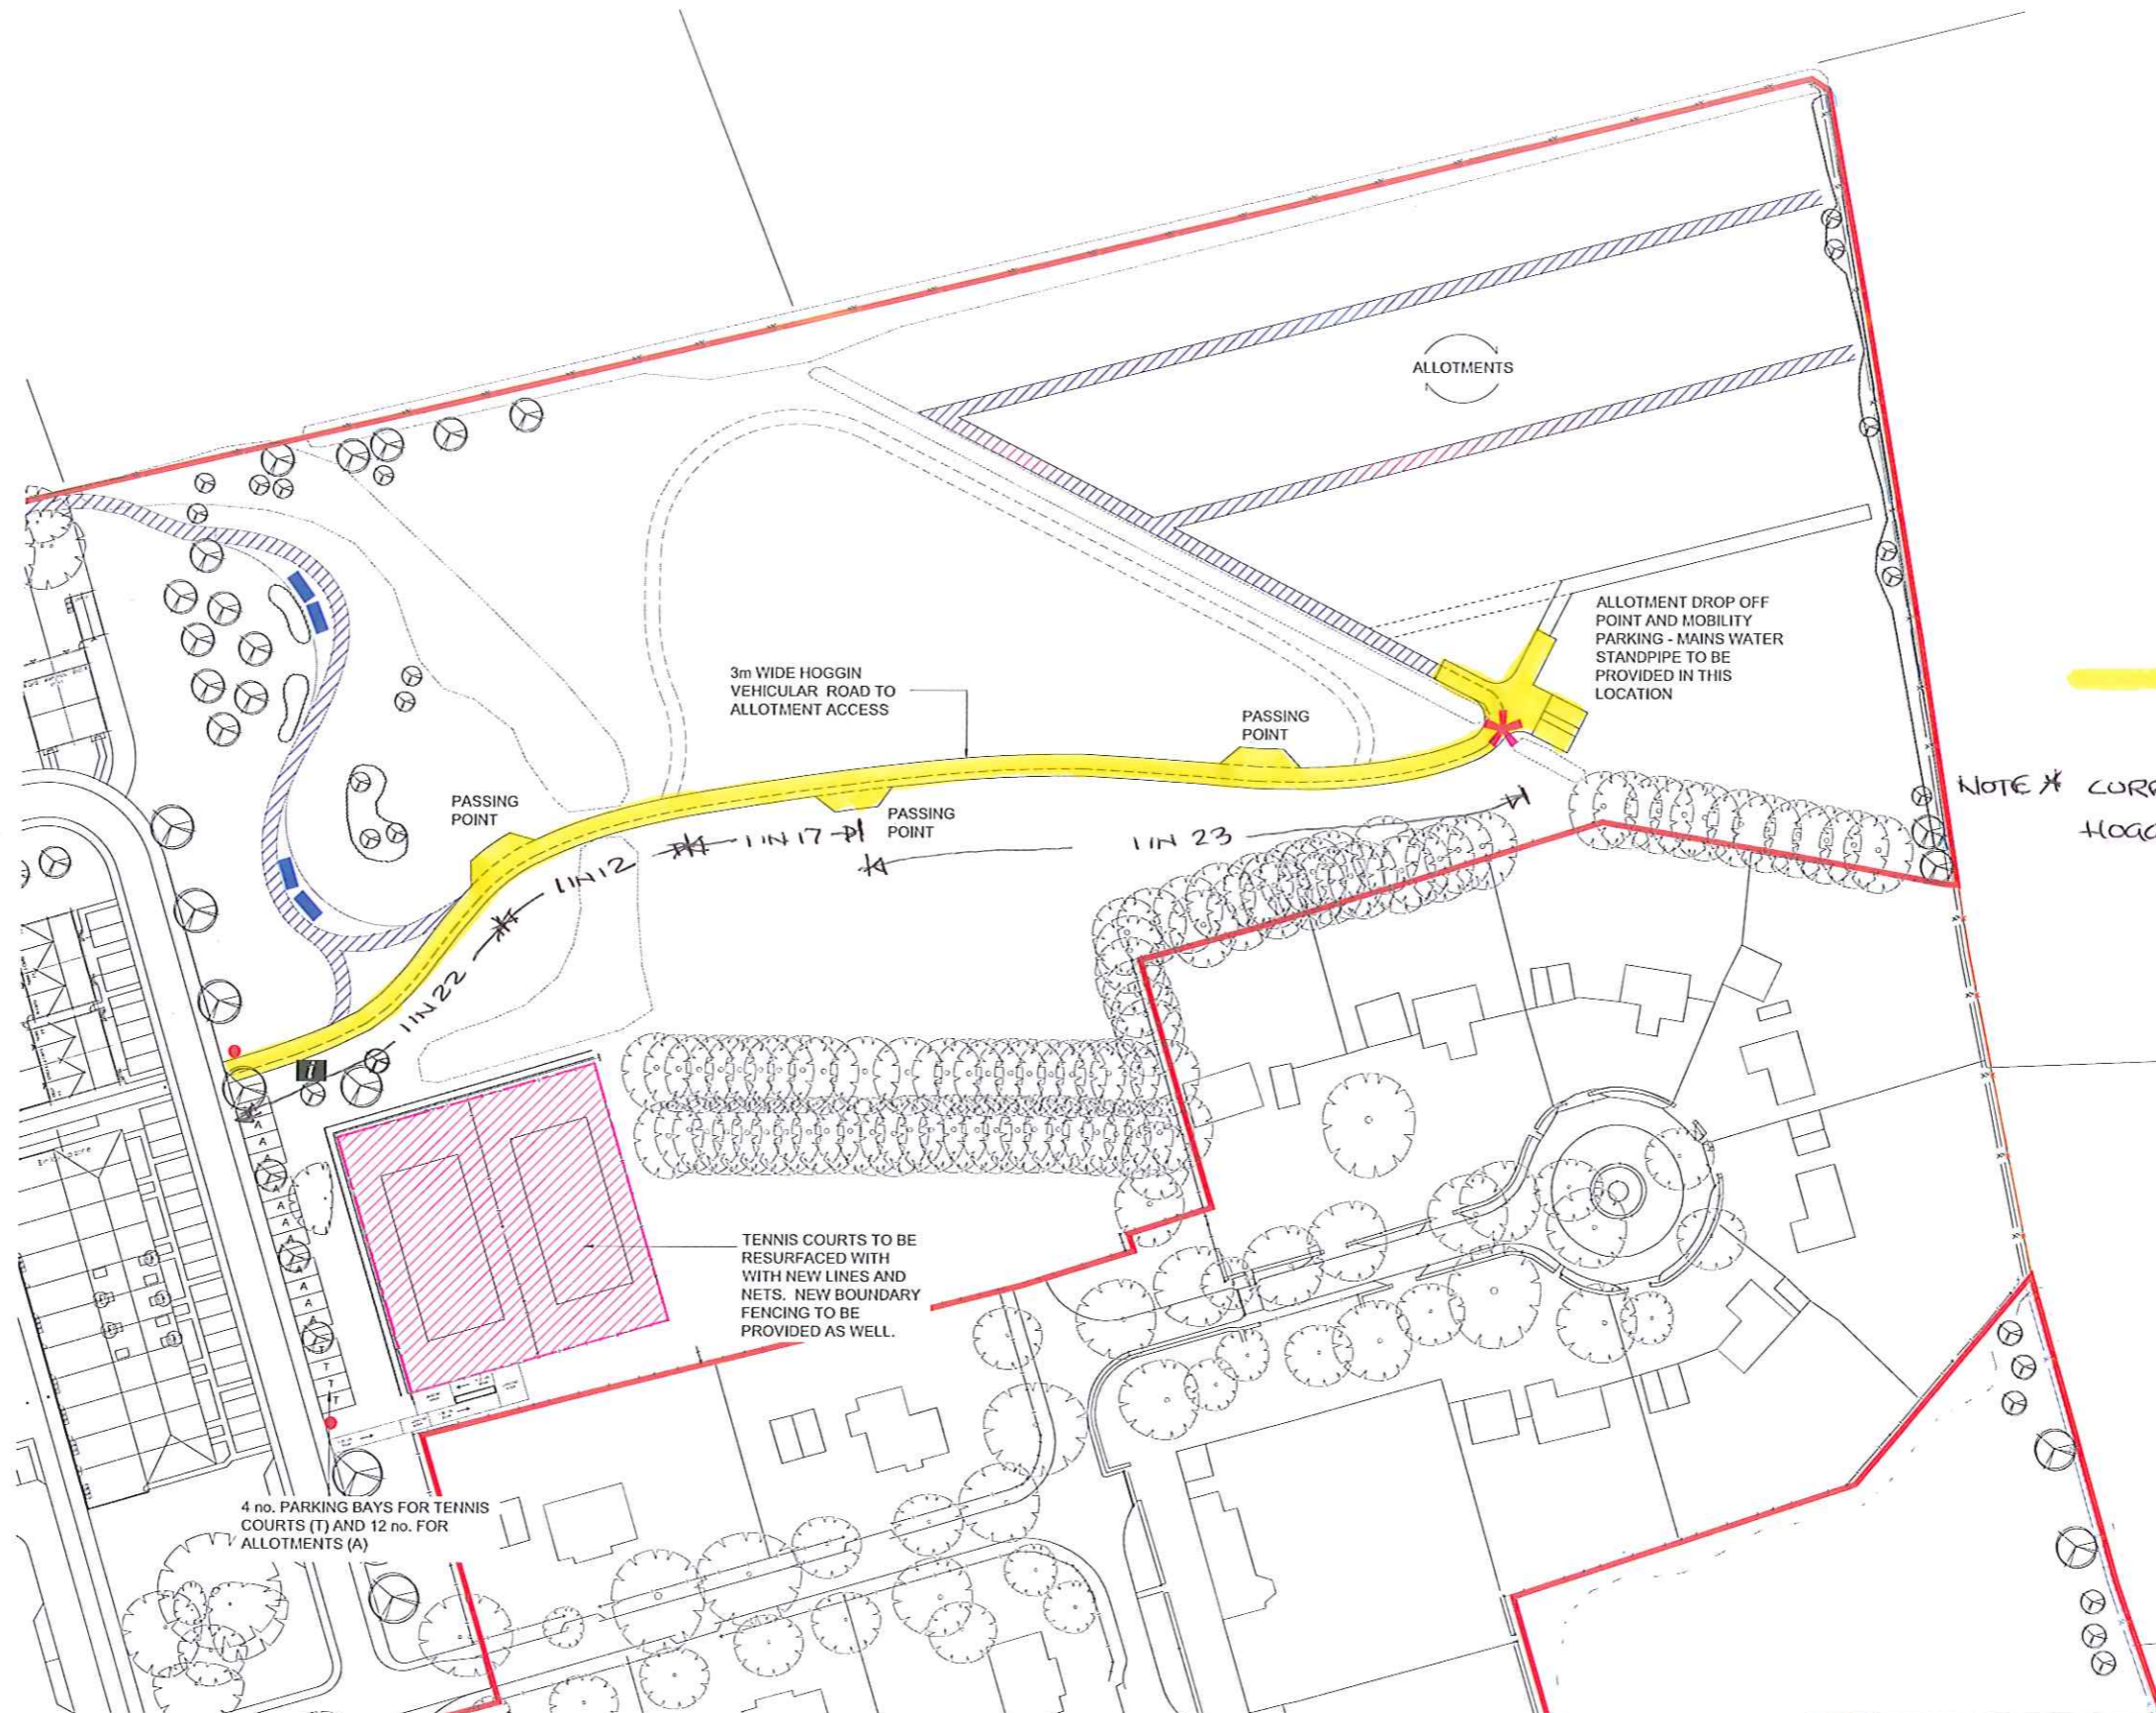 ALLOTMENTS
ALLOTMENT DROP OFF
POINT AND MOBILITY
PARKING - MAINS WATER
STANDPIPE TO BE
PROVIDED IN THIS
LOCATION
3m WIDE HOGGIN
VEHICULAR ROAD TO
ALLOTMENT ACCESS
PASSING
POINT
PASSING
POINT
PASSING
POINT
NOTE * CURR
HOGG
1 IN 17
1 IN 23
1 IN 12
1 IN 22
TENNIS COURTS TO BE
RESURFACED WITH
WITH NEW LINES AND
NETS. NEW BOUNDARY
FENCING TO BE
PROVIDED AS WELL.
A
A
A
A
A
A
A
A
A
A
A
A
T
T
T
T
4 no. PARKING BAYS FOR TENNIS
COURTS (T) AND 12 no. FOR
ALLOTMENTS (A)